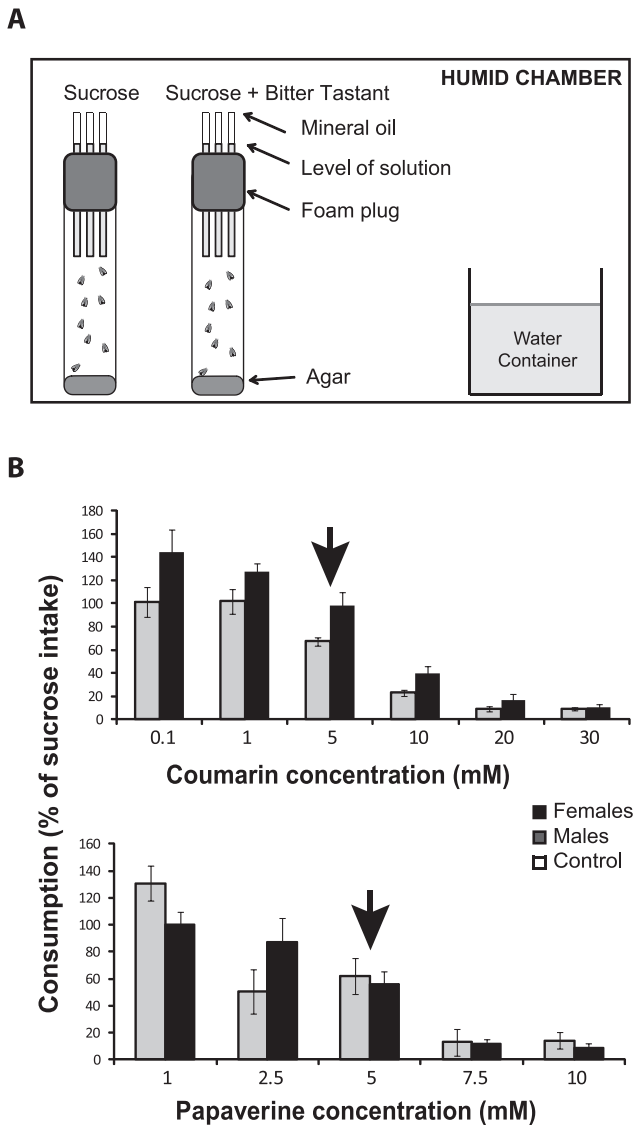 A
HUMID CHAMBER
Sucrose
Sucrose + Bitter Tastant
Mineral oil
Level of solution
Foam plug
Agar
Water
Container
B
Consumption (% of sucrose intake)
180
160
140
120
100
80
60
40
20
0
0.1 1 5 10 20 30
Coumarin concentration (mM)
Females
Males
Control
160
140
120
100
80
60
40
20
0
1 2.5 5 7.5 10
Papaverine concentration (mM)